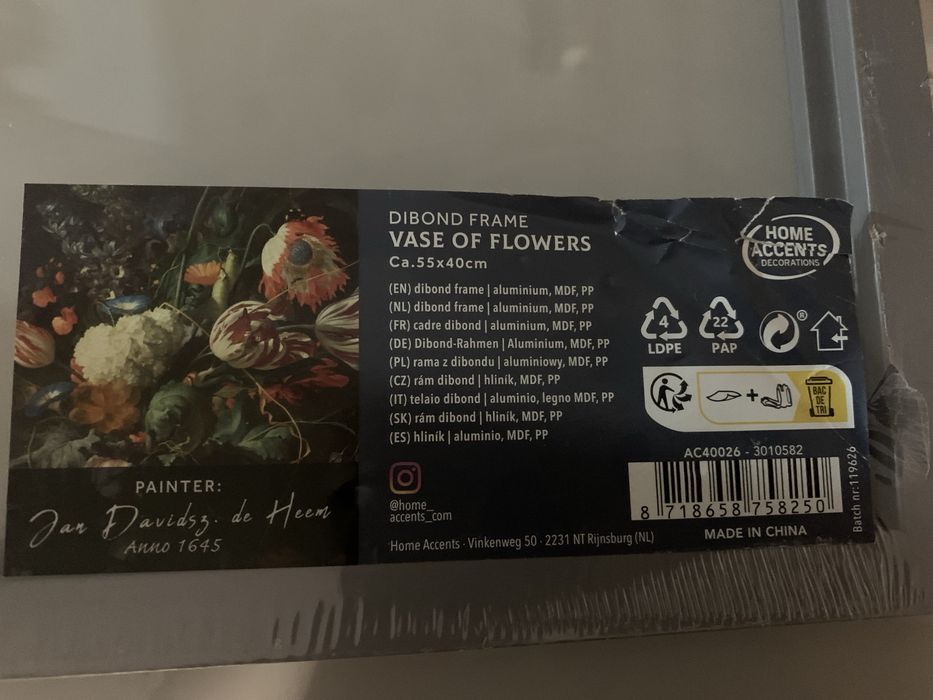 DIBOND FRAME
VASE OF FLOWERS
Ca.55x40cm
HOME
ACCENTS
DECORATIONS
(EN) dibond frame | aluminium, MDF, PP
(NL) dibond frame | aluminium, MDF, PP
(FR) cadre dibond | aluminium, MDF, PP
(DE) Dibond-Rahmen | Aluminium, MDF, PP
(PL) rama z dibondu | aluminiowy, MDF, PP
(CZ) rám dibond | hliník, MDF, PP
(IT) telaio dibond | aluminio, legno MDF, PP
(SK) rám dibond | hliník, MDF, PP
(ES) hliník | aluminio, MDF, PP
4
LDPE
22
PAP
®
+
BAC
DE
TRI
AC40026 - 3010582
8 718658 758250
MADE IN CHINA
Batch nr:119626
@home_
accents_com
Home Accents · Vinkenweg 50 · 2231 NT Rijnsburg (NL)
PAINTER:
Jan Davidsz. de Heem
Anno 1645